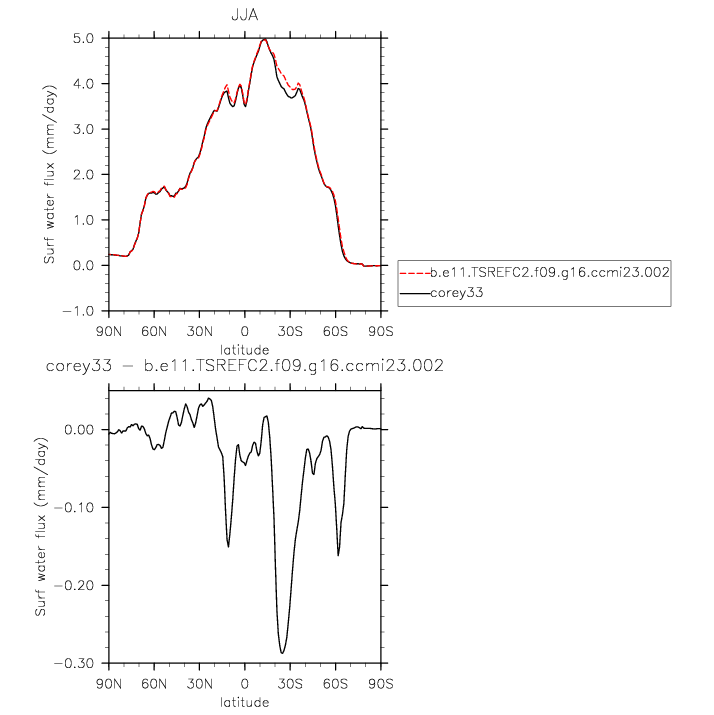 JJA
Surf water flux (mm/day)
5.0
4.0
3.0
2.0
1.0
0.0
−1.0
90N 60N 30N 0 30S 60S 90S
latitude
b.e11.TSREFC2.f09.g16.ccmi23.002
corey33
corey33 − b.e11.TSREFC2.f09.g16.ccmi23.002
Surf water flux (mm/day)
0.00
−0.10
−0.20
−0.30
90N 60N 30N 0 30S 60S 90S
latitude